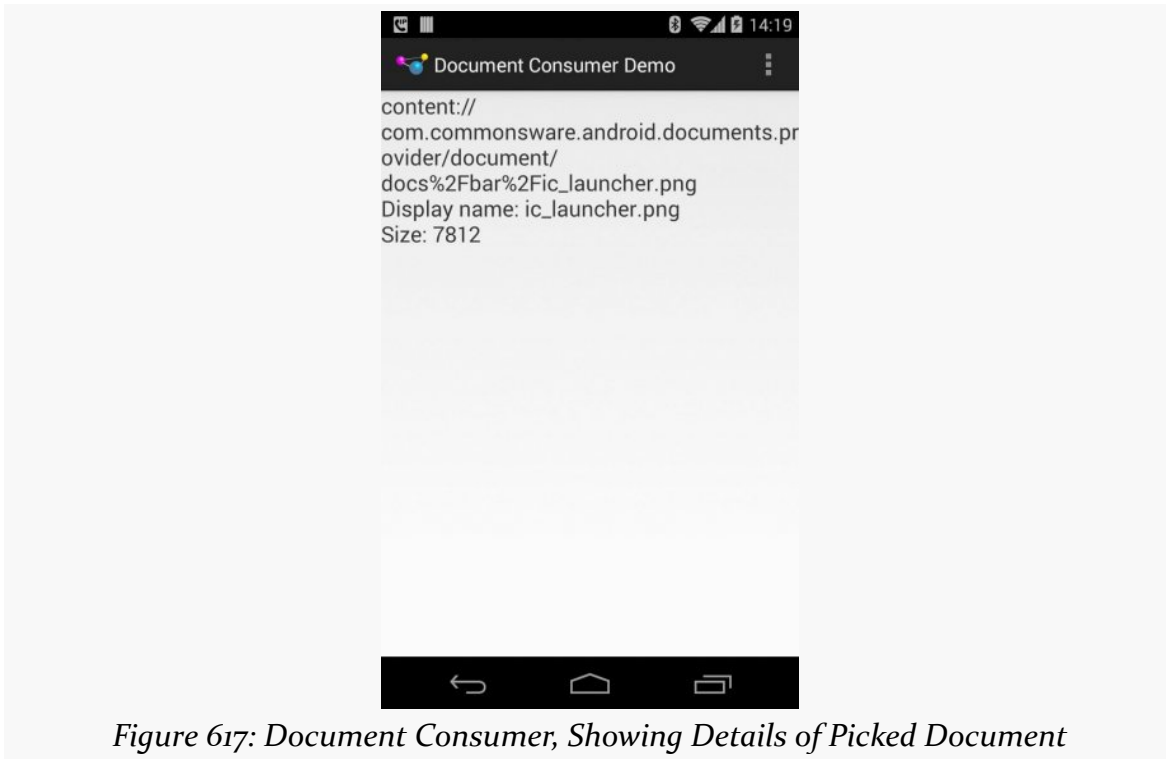 14:19
Document Consumer Demo
content://
com.commonsware.android.documents.pr
ovider/document/
docs%2Fbar%2Fic_launcher.png
Display name: ic_launcher.png
Size: 7812
Figure 617: Document Consumer, Showing Details of Picked Document